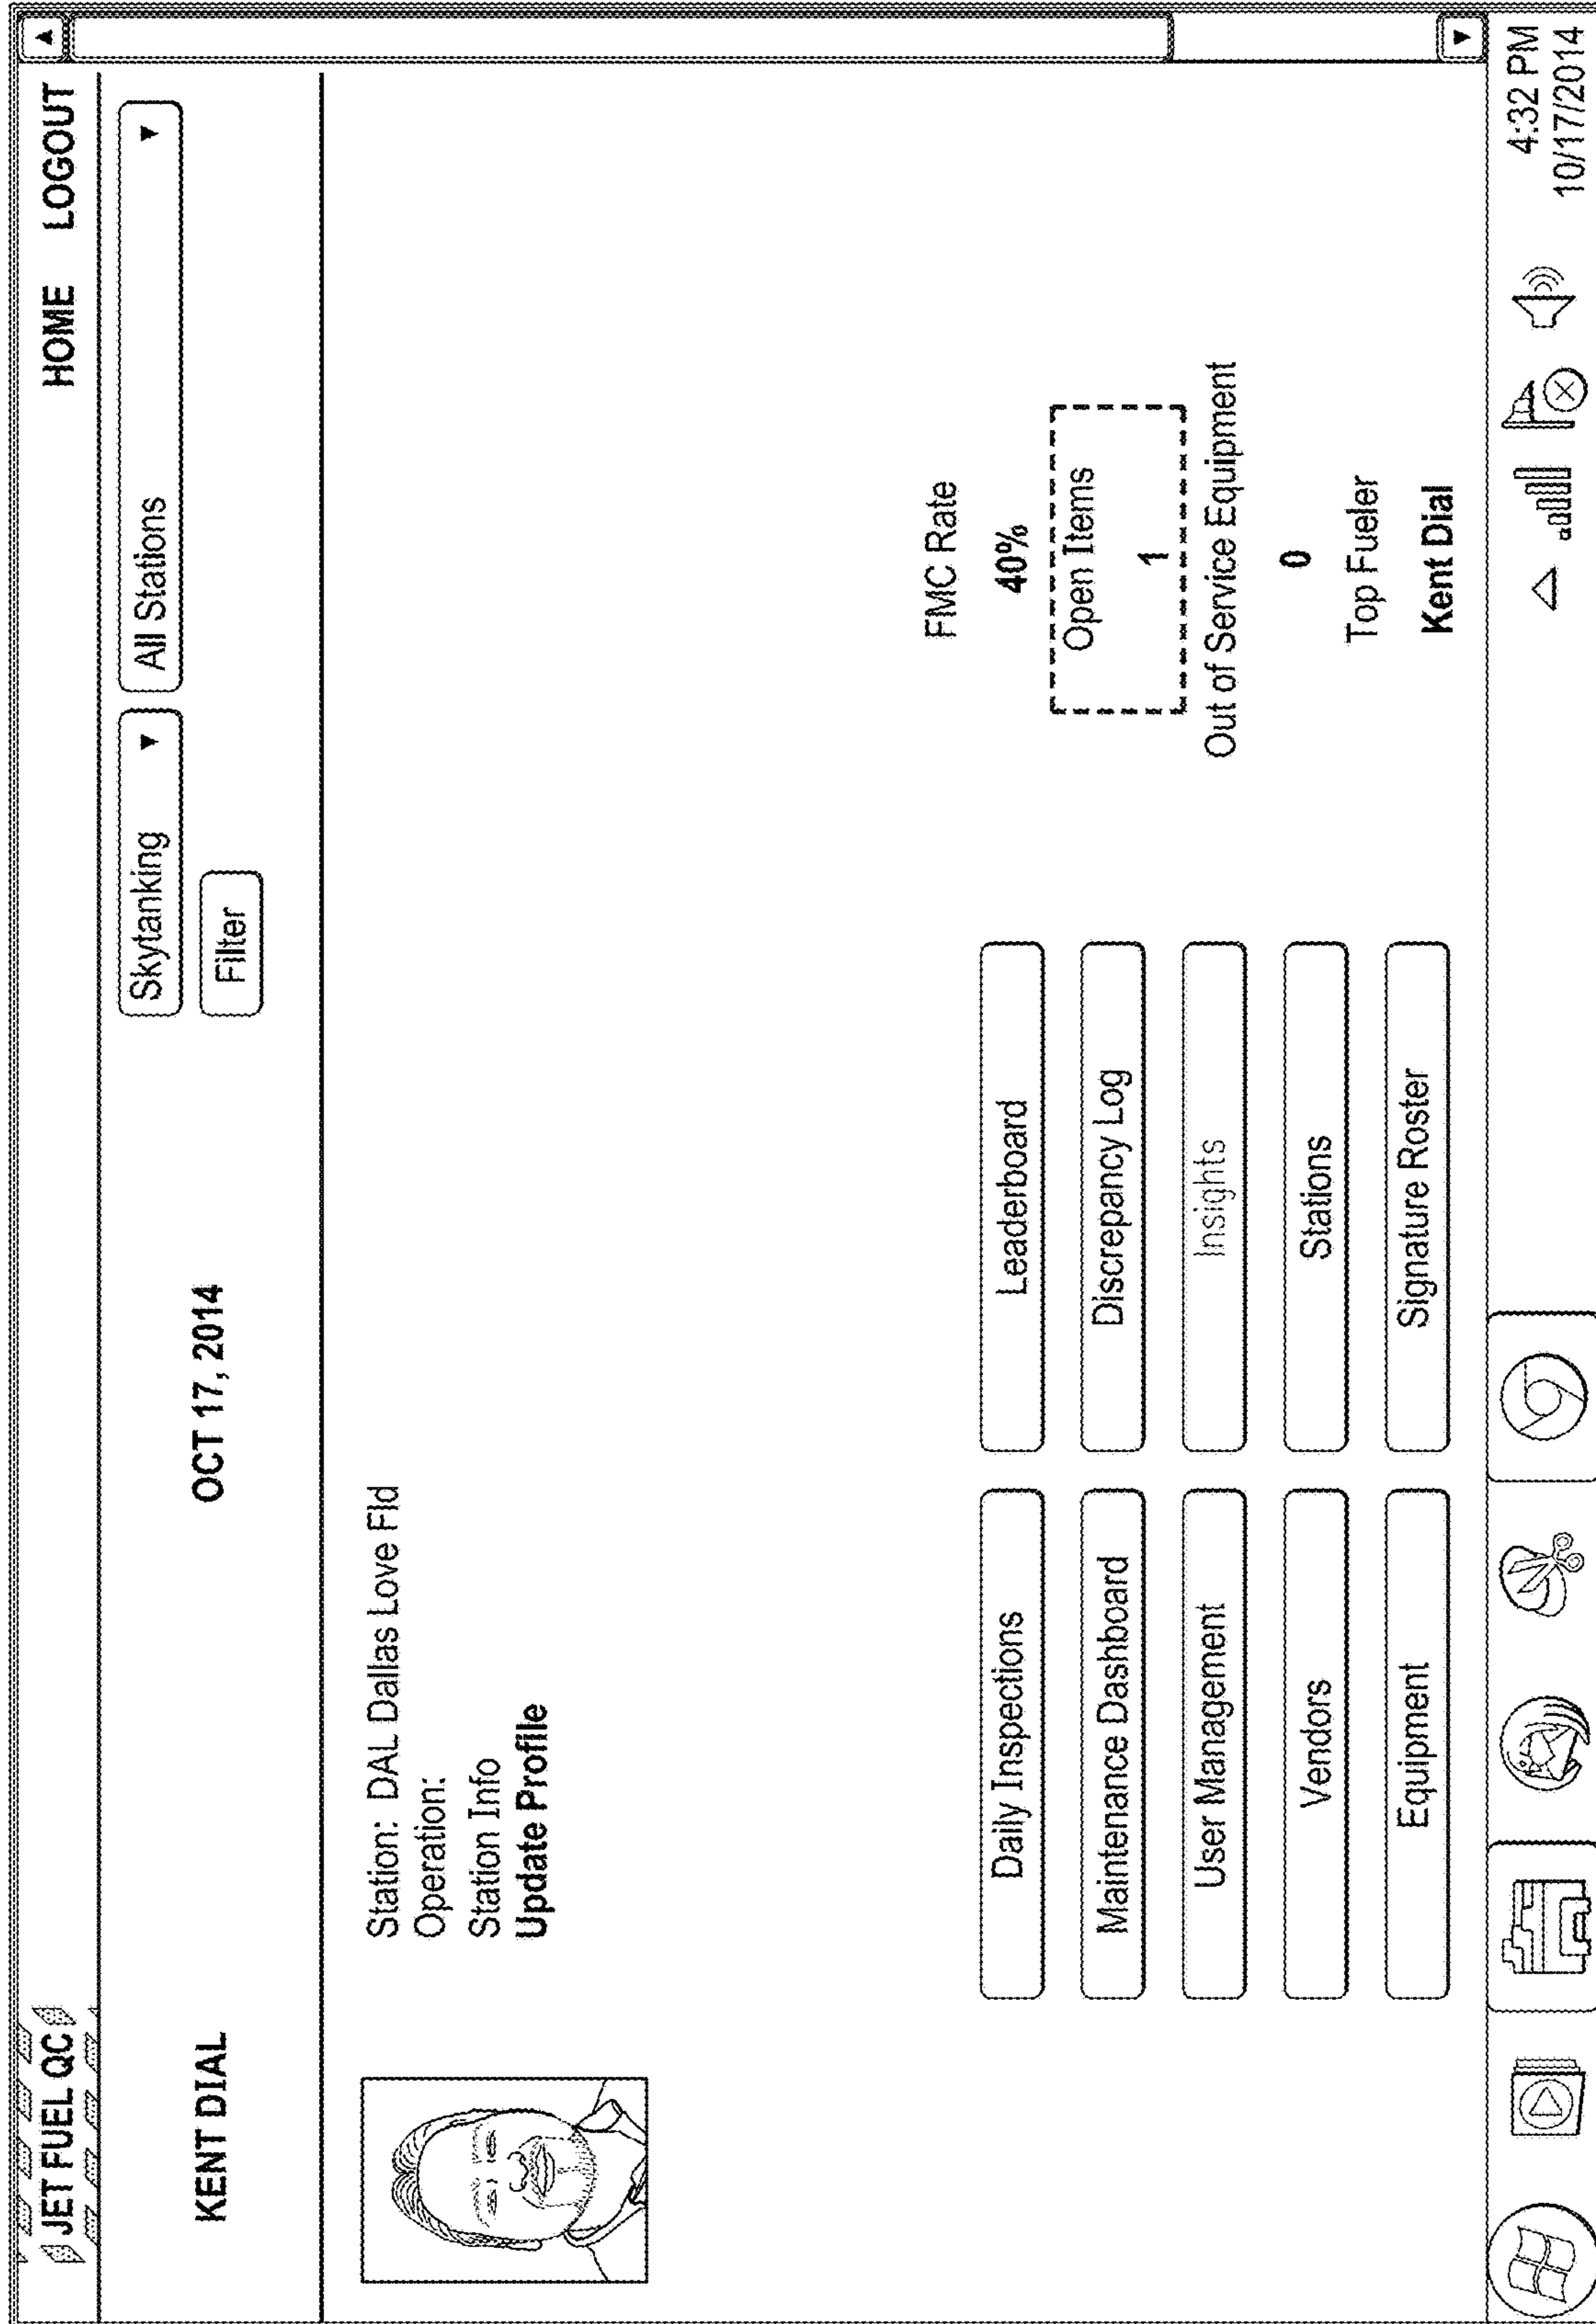 JET FUEL QC
HOME LOGOUT
KENT DIAL
OCT 17, 2014
Skytanking
All Stations
Filter
Station: DAL Dallas Love Fld
Operation:
Station Info
Update Profile
Daily Inspections
Leaderboard
Maintenance Dashboard
Discrepancy Log
User Management
Insights
Vendors
Stations
Equipment
Signature Roster
FMC Rate
40%
Open Items
1
Out of Service Equipment
0
Top Fueler
Kent Dial
4:32 PM
10/17/2014